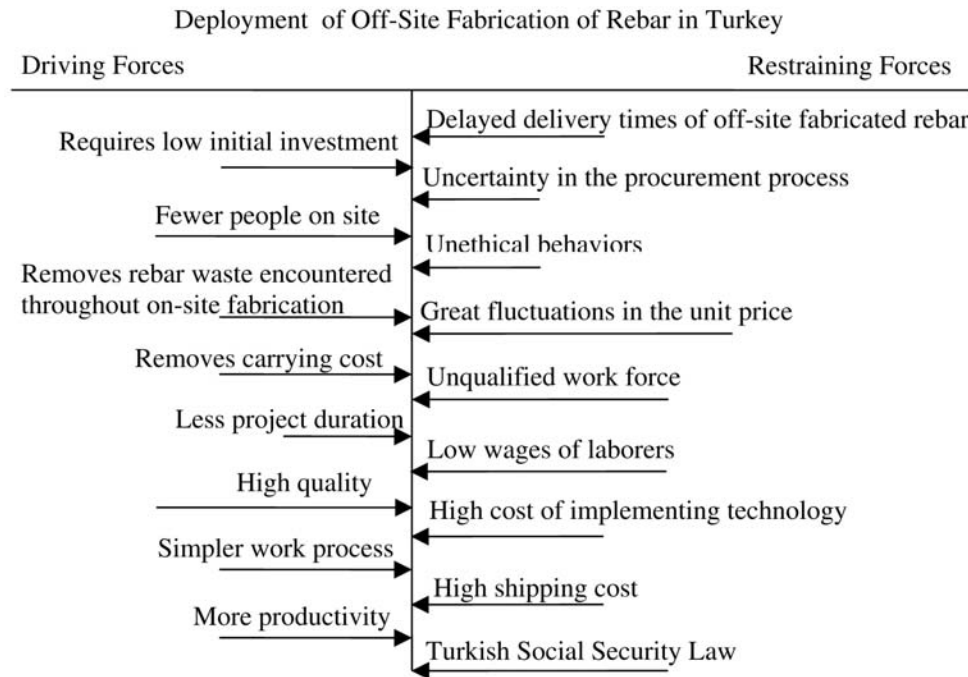 Deployment of Off-Site Fabrication of Rebar in Turkey
Driving Forces
Restraining Forces
Delayed delivery times of off-site fabricated rebar
Requires low initial investment
Uncertainty in the procurement process
Fewer people on site
Unethical behaviors
Removes rebar waste encountered
throughout on-site fabrication
Great fluctuations in the unit price
Removes carrying cost
Unqualified work force
Less project duration
Low wages of laborers
High quality
High cost of implementing technology
Simpler work process
High shipping cost
More productivity
Turkish Social Security Law